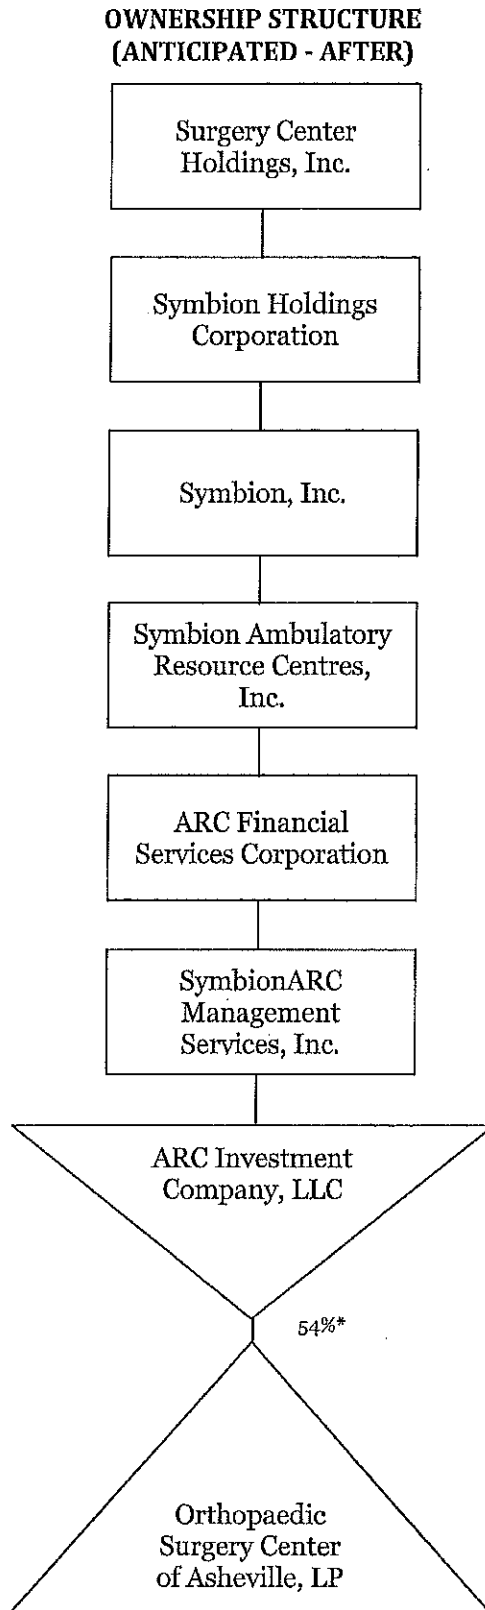 OWNERSHIP STRUCTURE
(ANTICIPATED - AFTER)
Surgery Center
Holdings, Inc.
Symbion Holdings
Corporation
Symbion, Inc.
Symbion Ambulatory
Resource Centres,
Inc.
ARC Financial
Services Corporation
SymbionARC
Management
Services, Inc.
ARC Investment
Company, LLC
54%*
Orthopaedic
Surgery Center
of Asheville, LP